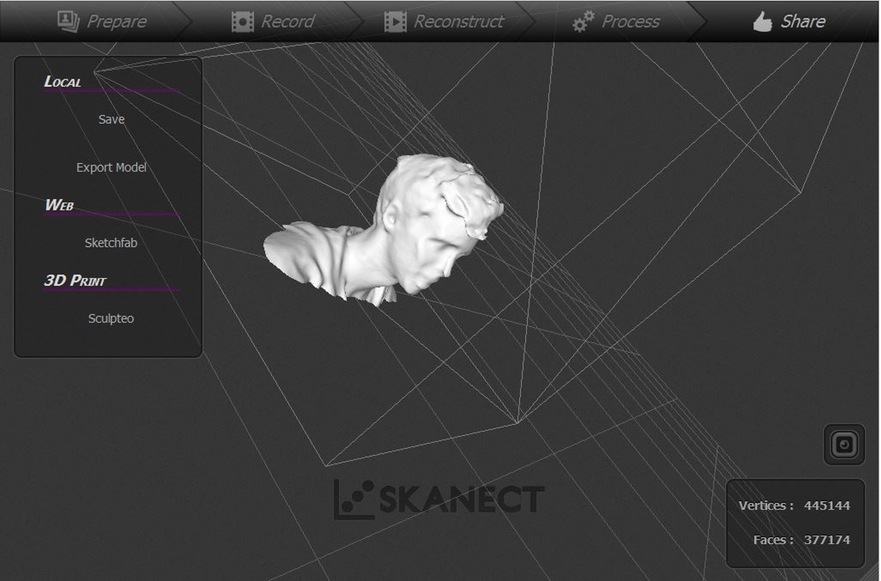 Prepare
Record
Reconstruct
Process
Share
Local
Save
Export Model
Web
Sketchfab
3D Print
Sculpteo
SKANECT
Vertices : 445144
Faces : 377174